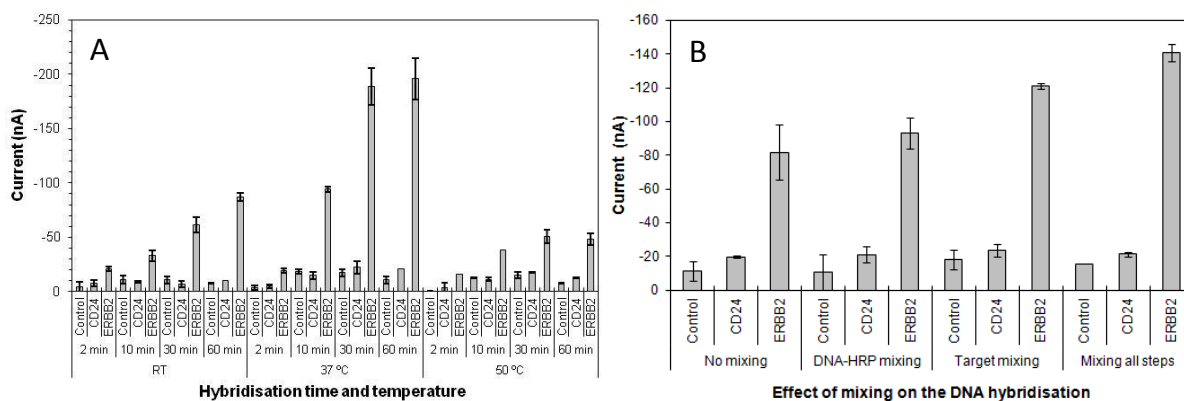 A
Current (nA)
-250
-200
-150
-100
-50
0
Control CD24 ERBB2 Control CD24 ERBB2 Control CD24 ERBB2 Control CD24 ERBB2 Control CD24 ERBB2 Control CD24 ERBB2 Control CD24 ERBB2 Control CD24 ERBB2 Control CD24 ERBB2 Control CD24 ERBB2 Control CD24 ERBB2 Control CD24 ERBB2
2 min 10 min 30 min 60 min 2 min 10 min 30 min 60 min 2 min 10 min 30 min 60 min
RT 37 ºC 50 ºC
Hybridisation time and temperature
B
Current (nA)
-160
-140
-120
-100
-80
-60
-40
-20
0
Control CD24 ERBB2 Control CD24 ERBB2 Control CD24 ERBB2 Control CD24 ERBB2
No mixing DNA-HRP mixing Target mixing Mixing all steps
Effect of mixing on the DNA hybridisation